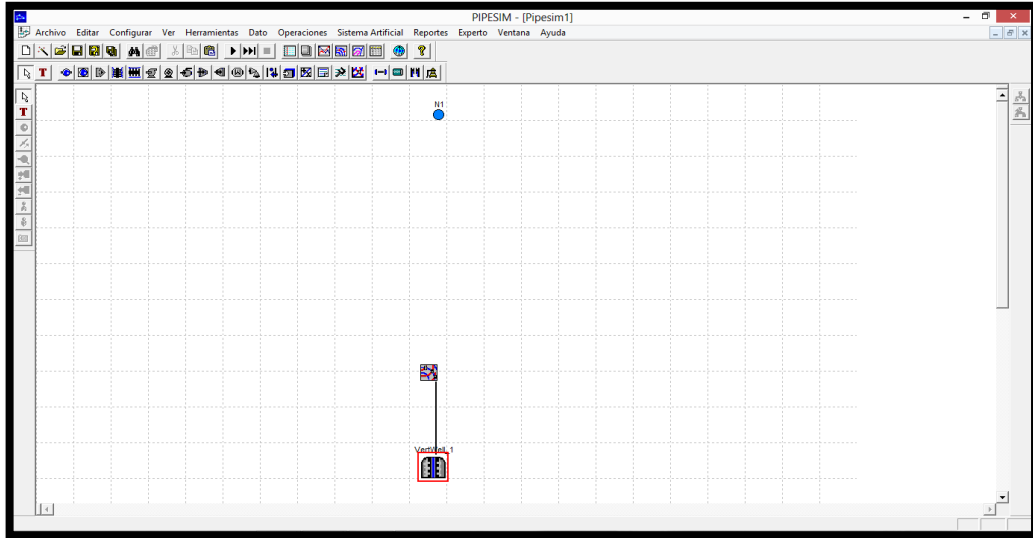 PIPESIM - [Pipesim1]
Archivo Editar Configurar Ver Herramientas Dato Operaciones Sistema Artificial Reportes Experto Ventana Ayuda
T
T
N1
VertWell_1